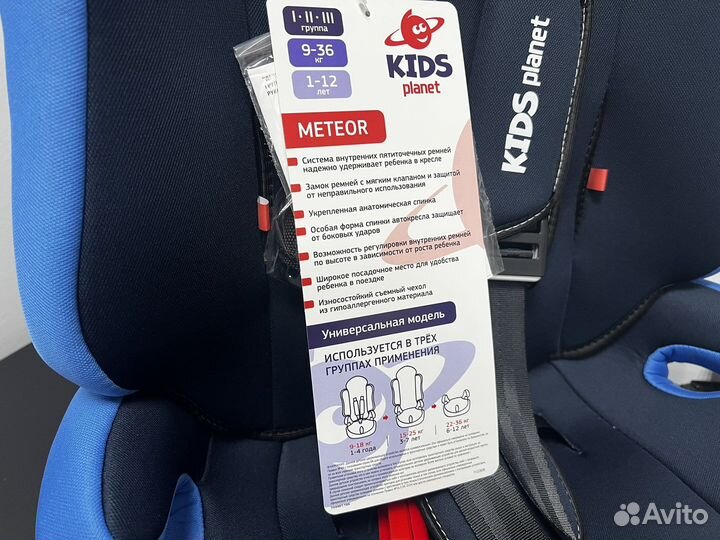 I·II·III
группа
9-36
кг
1-12
лет
KIDS
planet
METEOR
Система внутренних пятиточечных ремней
надежно удерживает ребенка в кресле
Замок ремней с мягким клапаном и защитой
от неправильного использования
Укрепленная анатомическая спинка
Особая форма спинки автокресла защищает
от боковых ударов
Возможность регулировки внутренних ремней
по высоте в зависимости от роста ребенка
Широкое посадочное место для удобства
ребенка в поездке
Износостойкий съемный чехол
из гипоаллергенного материала
Универсальная модель
ИСПОЛЬЗУЕТСЯ В ТРЁХ
ГРУППАХ ПРИМЕНЕНИЯ
9-18 кг
1-4 года
15-25 кг
3-7 лет
22-36 кг
6-12 лет
KIDS planet
Avito